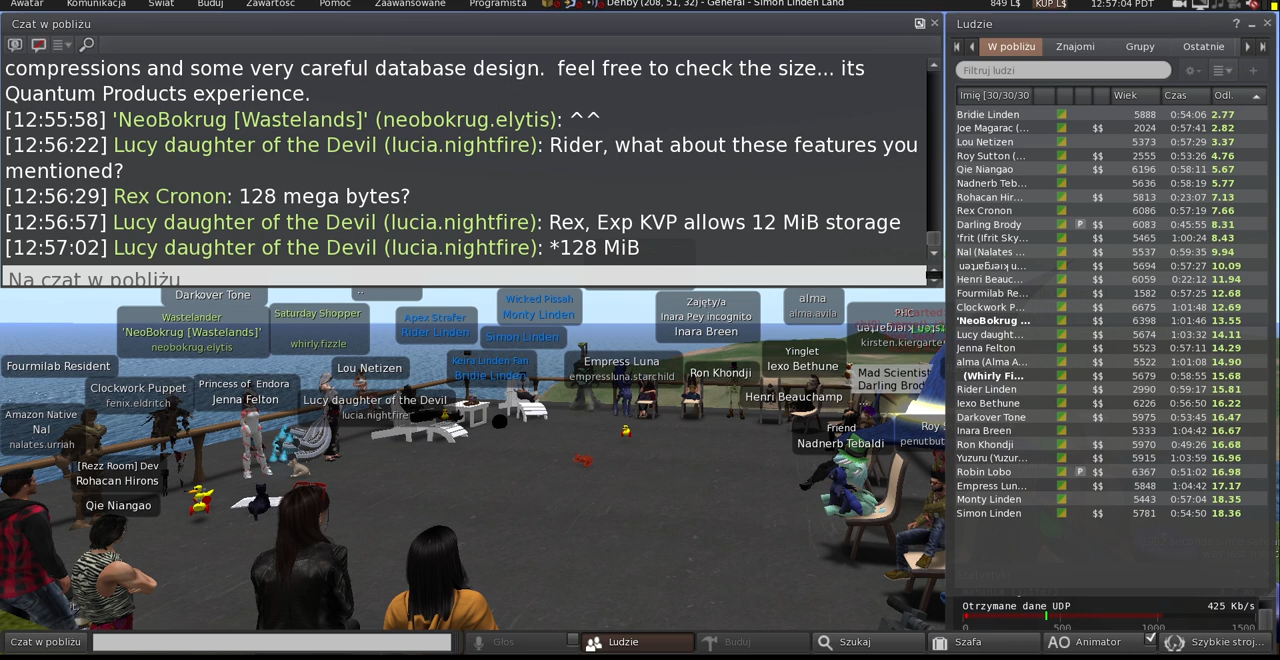 Awatar Komunikacja Świat Buduj Zawartość Pomoc Zaawansowane Programista Denby (208, 51, 32) - General - Simon Linden Land 849 L$ KUP L$ 12:57:04 PDT
Czat w pobliżu
compressions and some very careful database design.  feel free to check the size... its
Quantum Products experience.
[12:55:58] 'NeoBokrug [Wastelands]' (neobokrug.elytis): ^^
[12:56:22] Lucy daughter of the Devil (lucia.nightfire): Rider, what about these features you
mentioned?
[12:56:29] Rex Cronon: 128 mega bytes?
[12:56:57] Lucy daughter of the Devil (lucia.nightfire): Rex, Exp KVP allows 12 MiB storage
[12:57:02] Lucy daughter of the Devil (lucia.nightfire): *128 MiB
Na czat w pobliżu
Darkover Tone
Wastelander
'NeoBokrug [Wastelands]'
neobokrug.elytis
Saturday Shopper
whirly.fizzle
Apex Strafer
Rider Linden
Wicked Pissah
Monty Linden
Simon Linden
Keira Linden Fan
Bridie Linden
Zajęty/a
Inara Pey incognito
Inara Breen
alma
alma.avila
kirsten.kiergarten
Fourmilab Resident
Lou Netizen
Empress Luna
empressluna.starchild
Ron Khondji
Yinglet
Iexo Bethune
Mad Scientist
Darling Brod
Clockwork Puppet
fenix.eldritch
Princess of Endora
Jenna Felton
Lucy daughter of the Devil
lucia.nightfire
Henri Beauchamp
Amazon Native
Nal
nalates.urriah
Friend
Nadnerb Tebaldi
Roy S
penutbut
[Rezz Room] Dev
Rohacan Hirons
Qie Niangao
Ludzie
W pobliżu Znajomi Grupy Ostatnie
Filtruj ludzi
Imię [30/30/30 Wiek Czas Odl.
Bridie Linden 5888 0:54:06 2.77
Joe Magarac (... $$ 2024 0:57:41 2.82
Lou Netizen 5373 0:57:29 3.37
Roy Sutton (... $$ 2555 0:53:26 4.76
Qie Niangao $$ 6196 0:58:11 5.67
Nadnerb Teb... 5636 0:58:19 5.77
Rohacan Hir... $$ 5813 0:23:07 7.13
Rex Cronon 6086 0:57:19 7.66
Darling Brody P $$ 6083 0:45:55 8.31
'frit (Ifrit Sky... $$ 5465 1:00:24 8.43
Nal (Nalates ... $$ 5537 0:59:35 9.94
5694 0:57:27 10.09
Henri Beauc... $$ 6059 0:22:12 11.94
Fourmilab Re... $$ 1582 0:57:25 12.68
Clockwork P... $$ 6675 1:01:48 12.69
'NeoBokrug ... $$ 6398 1:01:46 13.55
Lucy daught... $$ 5674 1:03:32 14.11
Jenna Felton $$ 5523 0:57:11 14.29
alma (Alma A... $$ 5522 1:03:08 14.90
(Whirly Fi... $$ 5579 0:58:55 15.68
Rider Linden $$ 2990 0:59:17 15.81
Iexo Bethune $$ 6226 0:50:56 16.22
Darkover Tone $$ 5975 0:53:45 16.47
Inara Breen 5333 1:04:42 16.67
Ron Khondji $$ 5970 0:49:26 16.68
Yuzuru (Yuzur... $$ 5915 1:03:59 16.96
Robin Lobo P $$ 6367 0:51:02 16.98
Empress Lun... $$ 5848 1:04:42 17.17
Monty Linden 5443 0:57:04 18.35
Simon Linden $$ 5781 0:54:50 18.36
Otrzymane dane UDP 425 Kb/s
0 500 1000 1500
Czat w pobliżu Głos Ludzie Buduj Szukaj Szafa AO Animator Szybkie stroj...